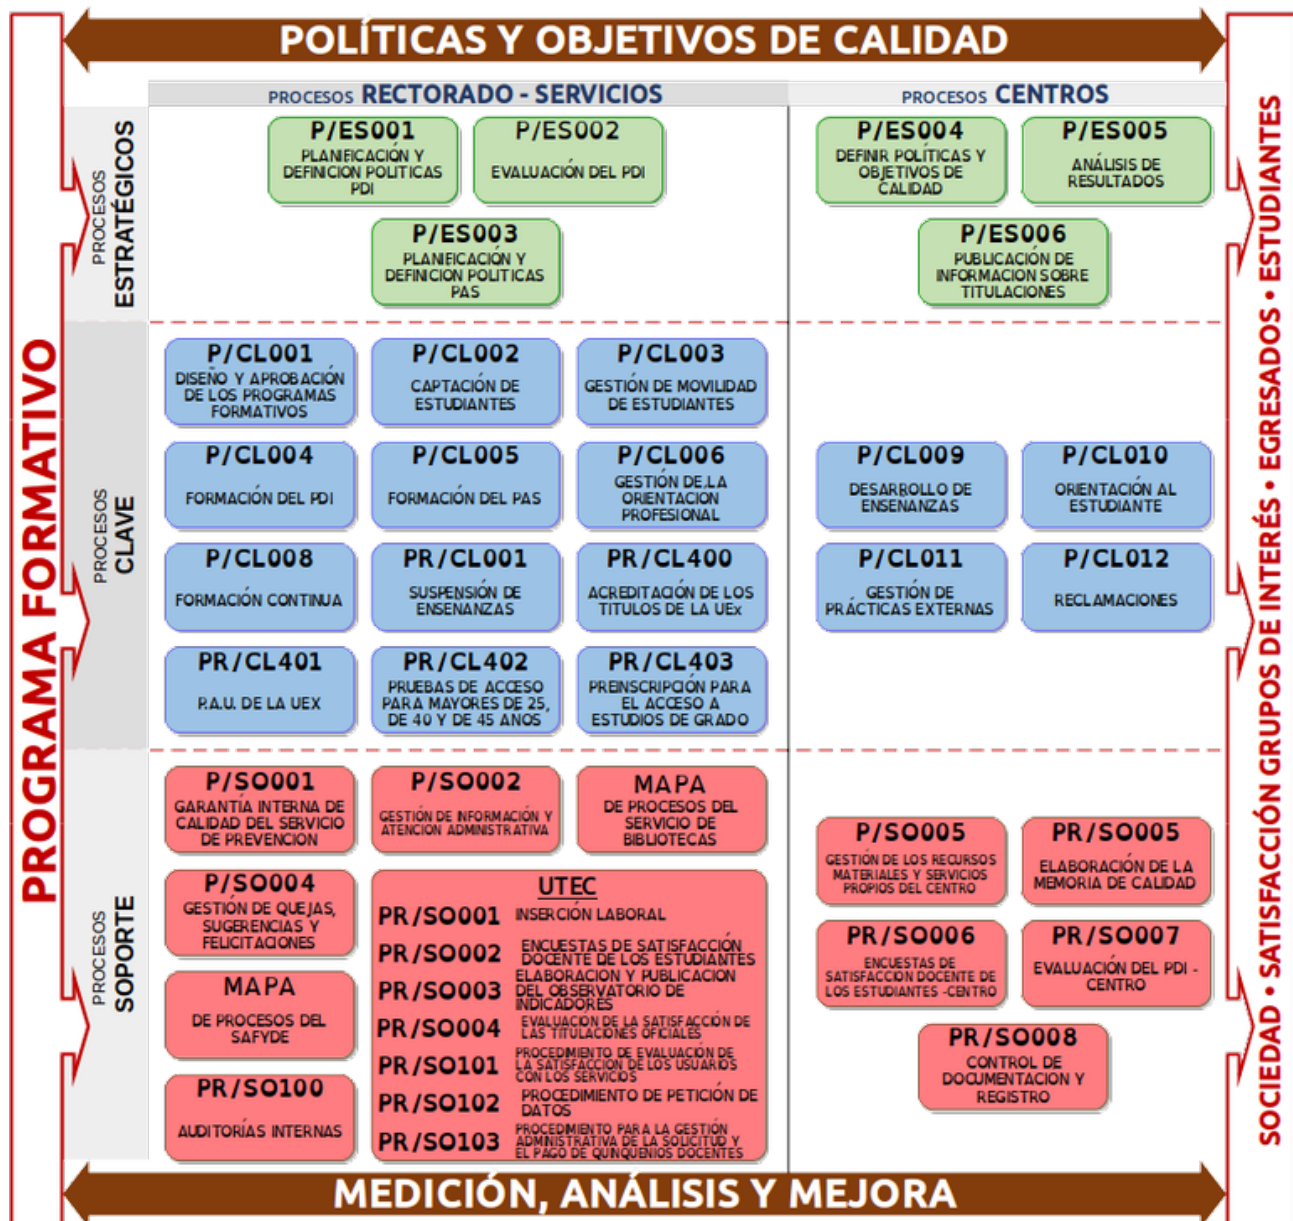 POLÍTICAS Y OBJETIVOS DE CALIDAD
PROCESOS RECTORADO - SERVICIOS
PROCESOS CENTROS
PROGRAMA FORMATIVO
PROCESOS
ESTRATÉGICOS
P/ES001
PLANIFICACIÓN Y
DEFINICION POLITICAS
PDI
P/ES002
EVALUACIÓN DEL PDI
P/ES003
PLANIFICACIÓN Y
DEFINICION POLITICAS
PAS
P/ES004
DEFINIR POLÍTICAS Y
OBJETIVOS DE
CALIDAD
P/ES005
ANÁLISIS DE
RESULTADOS
P/ES006
PUBLICACIÓN DE
INFORMACION SOBRE
TITULACIONES
PROCESOS
CLAVE
P/CL001
DISEÑO Y APROBACIÓN
DE LOS PROGRAMAS
FORMATIVOS
P/CL002
CAPTACIÓN DE
ESTUDIANTES
P/CL003
GESTIÓN DE MOVILIDAD
DE ESTUDIANTES
P/CL004
FORMACIÓN DEL PDI
P/CL005
FORMACIÓN DEL PAS
P/CL006
GESTIÓN DE LA
ORIENTACION
PROFESIONAL
P/CL008
FORMACIÓN CONTINUA
PR/CL001
SUSPENSIÓN DE
ENSEÑANZAS
PR/CL400
ACREDITACIÓN DE LOS
TITULOS DE LA UEx
PR/CL401
P.A.U. DE LA UEX
PR/CL402
PRUEBAS DE ACCESO
PARA MAYORES DE 25,
DE 40 Y DE 45 AÑOS
PR/CL403
PREINSCRIPCIÓN PARA
EL ACCESO A
ESTUDIOS DE GRADO
P/CL009
DESARROLLO DE
ENSENANZAS
P/CL010
ORIENTACIÓN AL
ESTUDIANTE
P/CL011
GESTIÓN DE
PRÁCTICAS EXTERNAS
P/CL012
RECLAMACIONES
PROCESOS
SOPORTE
P/SO001
GARANTÍA INTERNA DE
CALIDAD DEL SERVICIO
DE PREVENCION
P/SO002
GESTIÓN DE INFORMACIÓN Y
ATENCION ADMINISTRATIVA
MAPA
DE PROCESOS DEL
SERVICIO DE
BIBLIOTECAS
P/SO004
GESTIÓN DE QUEJAS,
SUGERENCIAS Y
FELICITACIONES
MAPA
DE PROCESOS DEL
SAFYDE
PR/SO100
AUDITORÍAS INTERNAS
UTEC
PR/SO001 INSERCIÓN LABORAL
PR/SO002 ENCUESTAS DE SATISFACCIÓN
DOCENTE DE LOS ESTUDIANTES
PR/SO003 ELABORACION Y PUBLICACION
DEL OBSERVATORIO DE
INDICADORES
PR/SO004 EVALUACIÓN DE LA SATISFACCIÓN DE
LAS TITULACIONES OFICIALES
PR/SO101 PROCEDIMIENTO DE EVALUACIÓN DE
LA SATISFACCION DE LOS USUARIOS
CON LOS SERVICIOS
PR/SO102 PROCEDIMIENTO DE PETICIÓN DE
DATOS
PR/SO103 PROCEDIMIENTO PARA LA GESTIÓN
ADMINISTRATIVA DE LA SOLICITUD Y
EL PAGO DE QUINQUENIOS DOCENTES
P/SO005
GESTIÓN DE LOS RECURSOS
MATERIALES Y SERVICIOS
PROPIOS DEL CENTRO
PR/SO005
ELABORACIÓN DE LA
MEMORIA DE CALIDAD
PR/SO006
ENCUESTAS DE
SATISFACCION DOCENTE DE
LOS ESTUDIANTES -CENTRO
PR/SO007
EVALUACIÓN DEL PDI -
CENTRO
PR/SO008
CONTROL DE
DOCUMENTACION Y
REGISTRO
SOCIEDAD • SATISFACCIÓN GRUPOS DE INTERÉS • EGRESADOS • ESTUDIANTES
MEDICIÓN, ANÁLISIS Y MEJORA